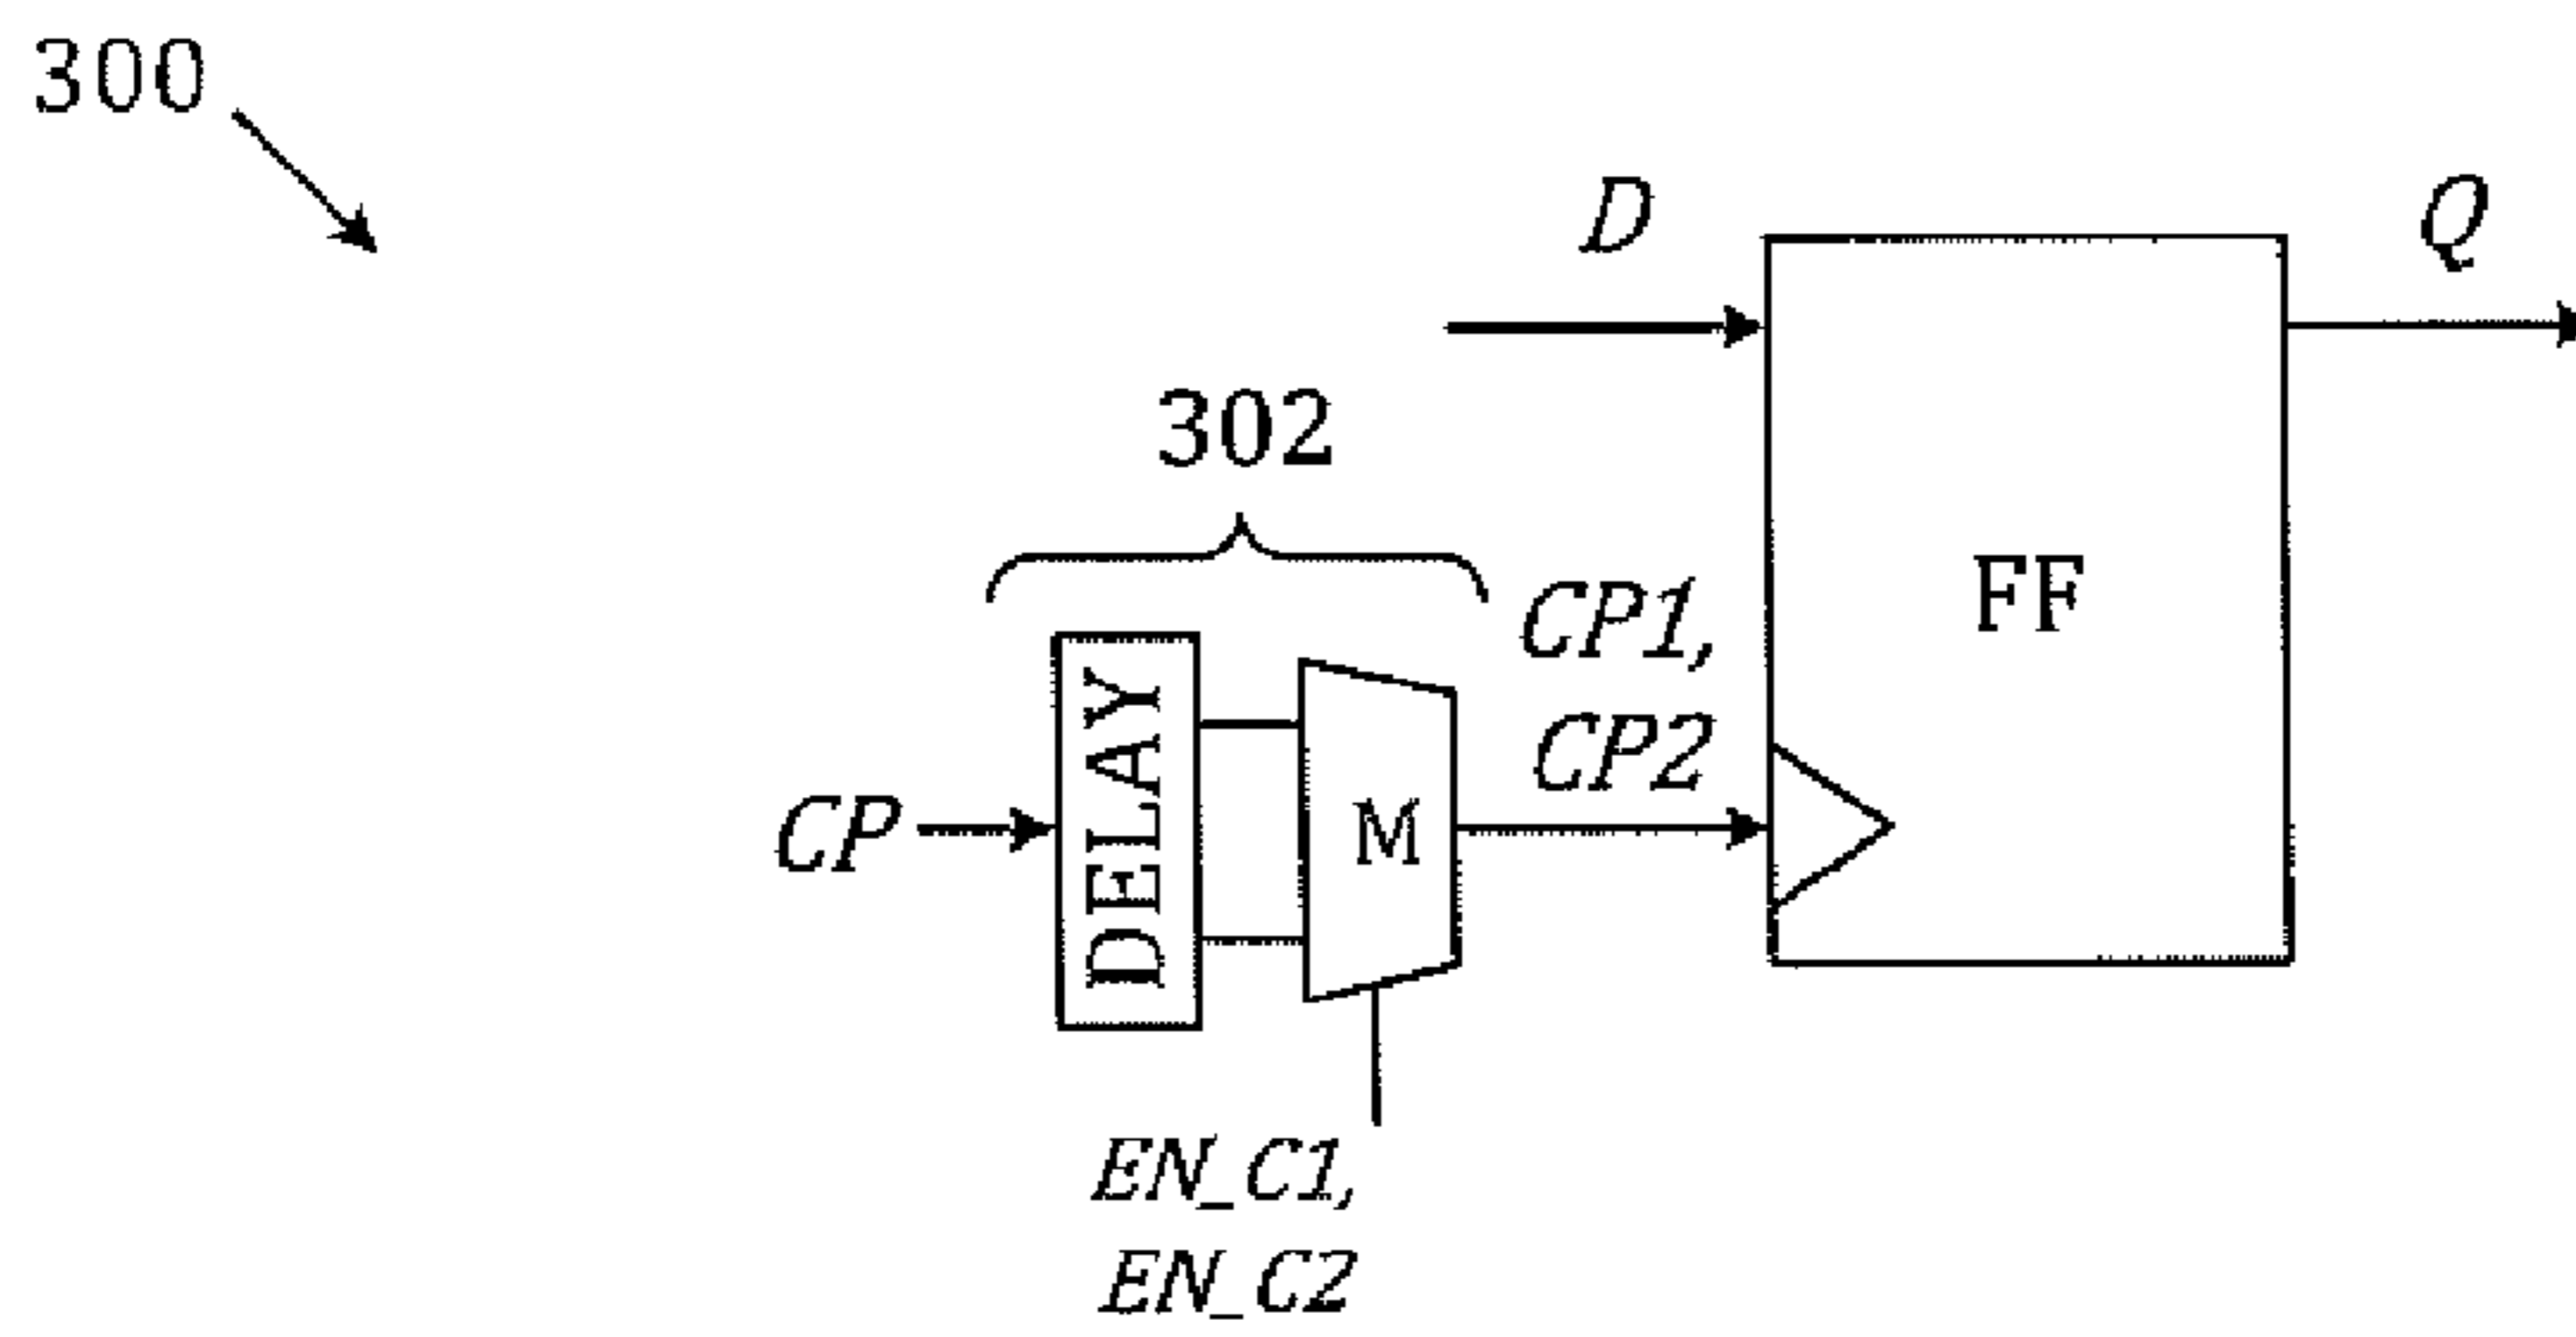 300
D
Q
302
CP1,
CP2
FF
DELAY
M
CP
EN_C1,
EN_C2